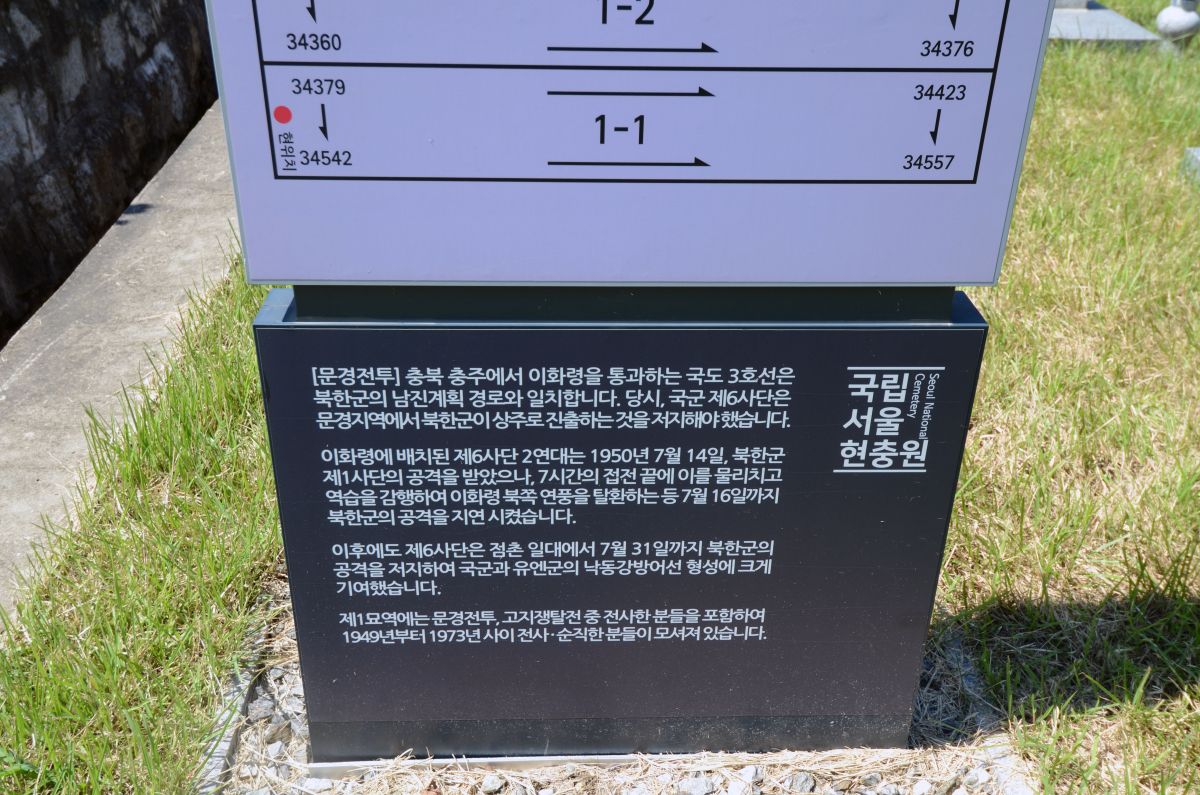 1-2
34360
34376
34379
34423
1-1
현위치
34542
34557
[문경전투] 충북 충주에서 이화령을 통과하는 국도 3호선은
북한군의 남진계획 경로와 일치합니다. 당시, 국군 제6사단은
문경지역에서 북한군이 상주로 진출하는 것을 저지해야 했습니다.
이화령에 배치된 제6사단 2연대는 1950년 7월 14일, 북한군
제1사단의 공격을 받았으나, 7시간의 접전 끝에 이를 물리치고
역습을 감행하여 이화령 북쪽 연풍을 탈환하는 등 7월 16일까지
북한군의 공격을 지연 시켰습니다.
이후에도 제6사단은 점촌 일대에서 7월 31일까지 북한군의
공격을 저지하여 국군과 유엔군의 낙동강방어선 형성에 크게
기여했습니다.
제1묘역에는 문경전투, 고지쟁탈전 중 전사한 분들을 포함하여
1949년부터 1973년 사이 전사·순직한 분들이 모셔져 있습니다.
국립
서울
현충원
Seoul National
Cemetery